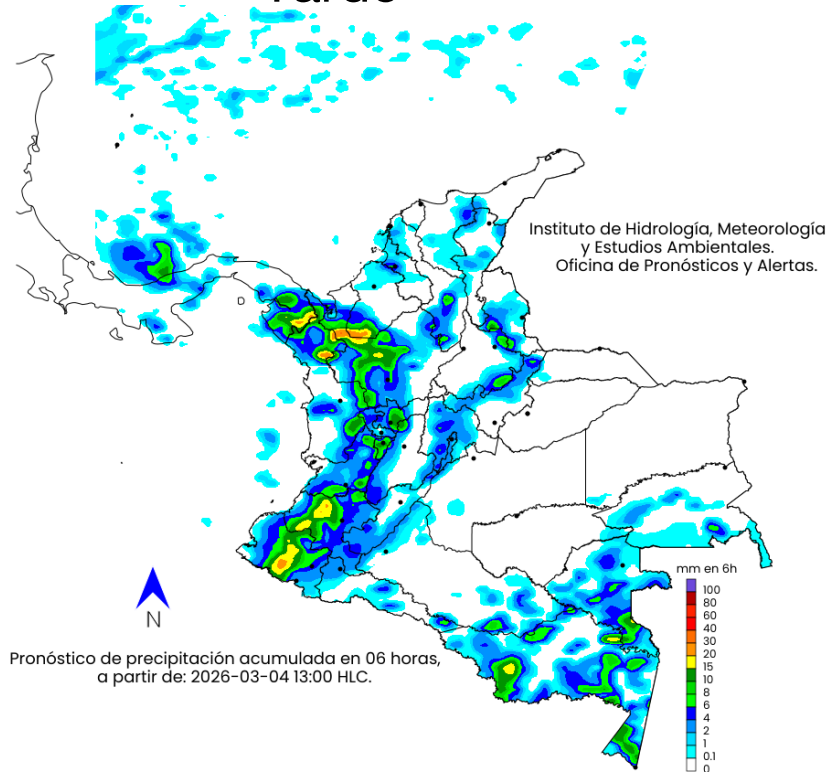 Instituto de Hidrología, Meteorología
y Estudios Ambientales.
Oficina de Pronósticos y Alertas.
N
mm en 6h
100
80
60
40
30
20
15
10
8
6
4
2
1
0.1
0
Pronóstico de precipitación acumulada en 06 horas,
a partir de: 2026-03-04 13:00 HLC.